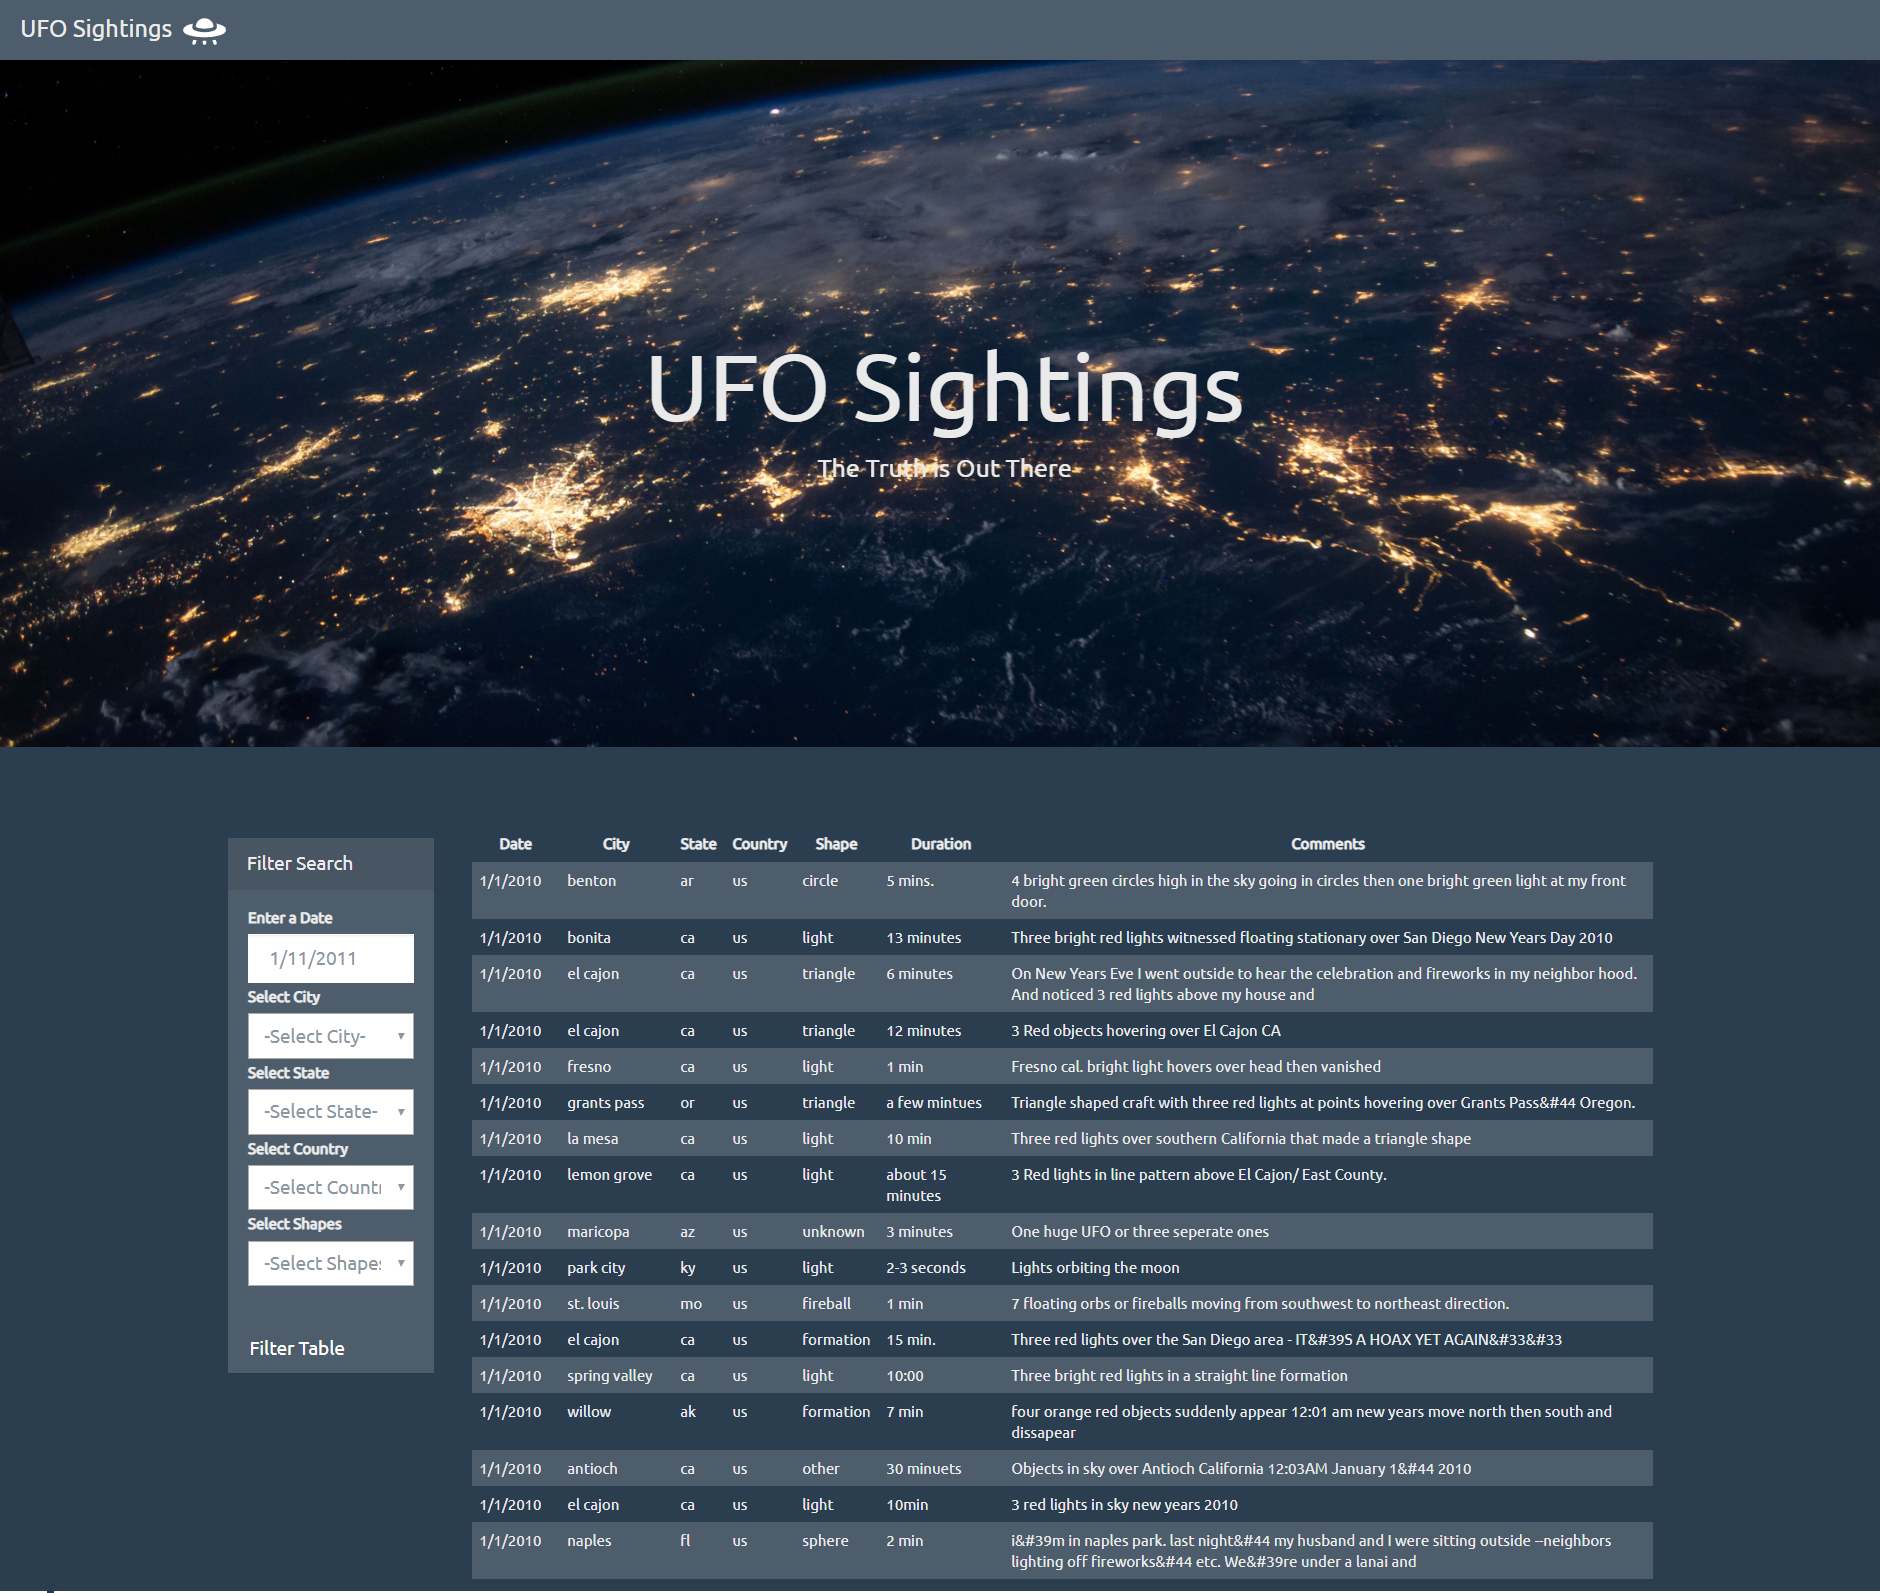 UFO Sightings
UFO Sightings
The Truth is Out There
Filter Search
Enter a Date
1/11/2011
Select City
-Select City-
Select State
-Select State-
Select Country
-Select Countr
Select Shapes
-Select Shapes
Filter Table
Date City State Country Shape Duration Comments
1/1/2010 benton ar us circle 5 mins. 4 bright green circles high in the sky going in circles then one bright green light at my front
door.
1/1/2010 bonita ca us light 13 minutes Three bright red lights witnessed floating stationary over San Diego New Years Day 2010
1/1/2010 el cajon ca us triangle 6 minutes On New Years Eve I went outside to hear the celebration and fireworks in my neighbor hood.
And noticed 3 red lights above my house and
1/1/2010 el cajon ca us triangle 12 minutes 3 Red objects hovering over El Cajon CA
1/1/2010 fresno ca us light 1 min Fresno cal. bright light hovers over head then vanished
1/1/2010 grants pass or us triangle a few mintues Triangle shaped craft with three red lights at points hovering over Grants Pass&#44 Oregon.
1/1/2010 la mesa ca us light 10 min Three red lights over southern California that made a triangle shape
1/1/2010 lemon grove ca us light about 15 3 Red lights in line pattern above El Cajon/ East County.
minutes
1/1/2010 maricopa az us unknown 3 minutes One huge UFO or three seperate ones
1/1/2010 park city ky us light 2-3 seconds Lights orbiting the moon
1/1/2010 st. louis mo us fireball 1 min 7 floating orbs or fireballs moving from southwest to northeast direction.
1/1/2010 el cajon ca us formation 15 min. Three red lights over the San Diego area - IT&#39S A HOAX YET AGAIN&#33&#33
1/1/2010 spring valley ca us light 10:00 Three bright red lights in a straight line formation
1/1/2010 willow ak us formation 7 min four orange red objects suddenly appear 12:01 am new years move north then south and
dissapear
1/1/2010 antioch ca us other 30 minuets Objects in sky over Antioch California 12:03AM January 1&#44 2010
1/1/2010 el cajon ca us light 10min 3 red lights in sky new years 2010
1/1/2010 naples fl us sphere 2 min i&#39m in naples park. last night&#44 my husband and I were sitting outside --neighbors
lighting off fireworks&#44 etc. We&#39re under a lanai and